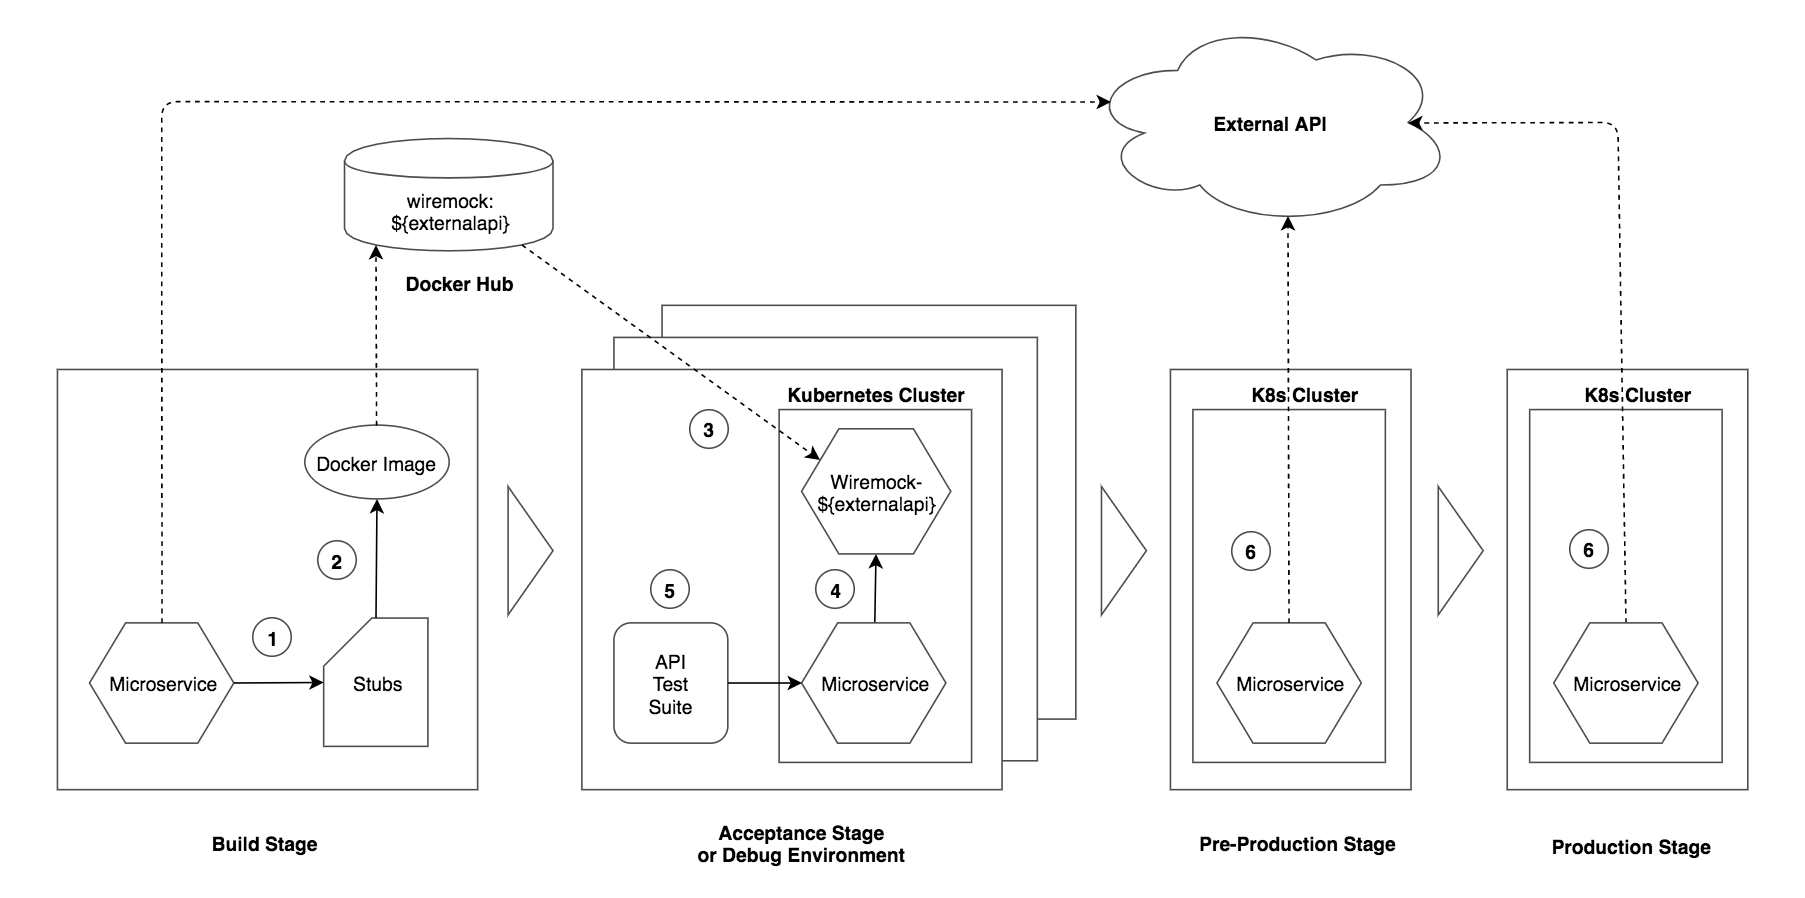 External API
wiremock:
${externalapi}
Docker Hub
Docker Image
2
1
Microservice
Stubs
Build Stage
Kubernetes Cluster
3
Wiremock-
${externalapi}
5
4
API
Test
Suite
Microservice
Acceptance Stage
or Debug Environment
K8s Cluster
6
Microservice
Pre-Production Stage
K8s Cluster
6
Microservice
Production Stage